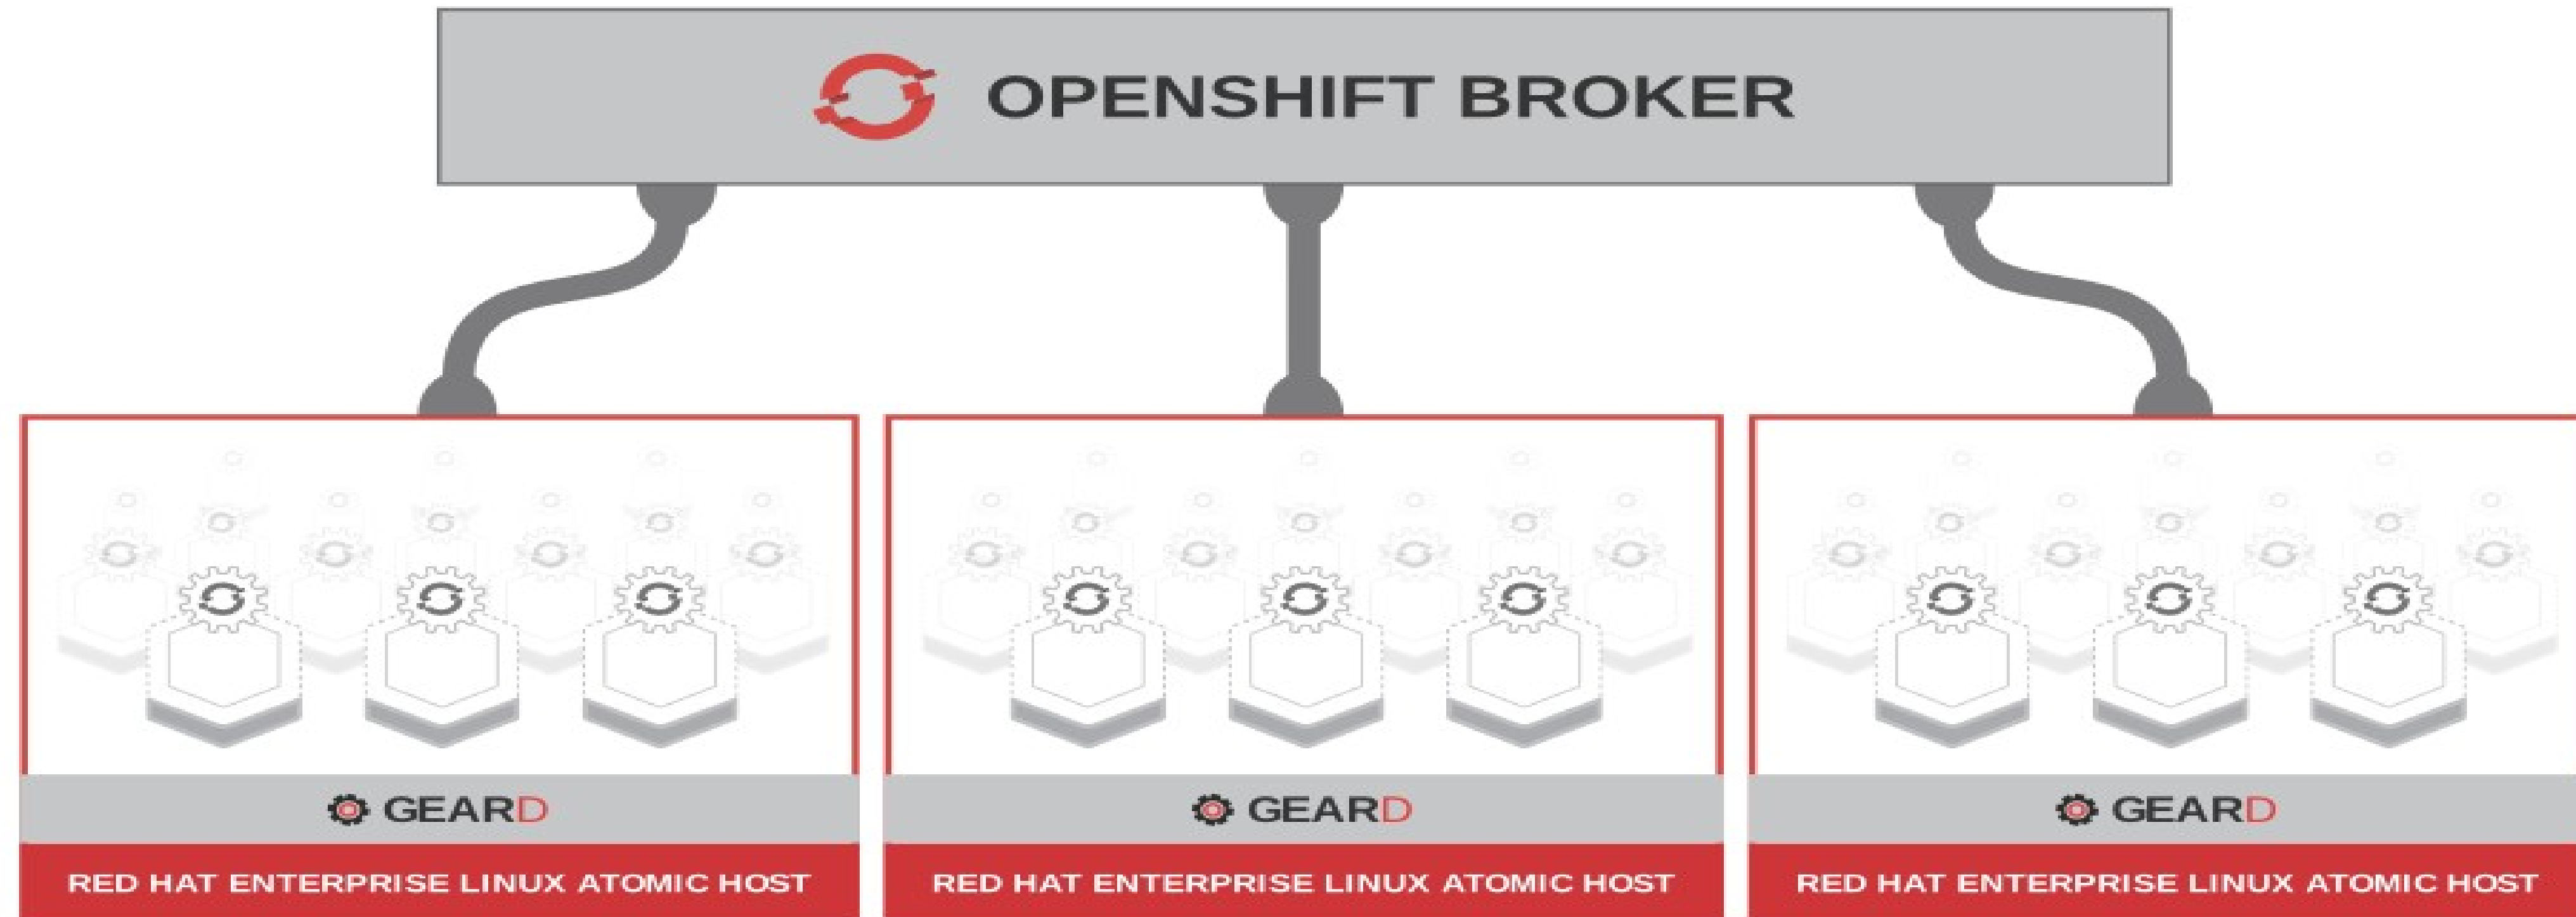 OPENSHIFT BROKER
GEARD
RED HAT ENTERPRISE LINUX ATOMIC HOST
GEARD
RED HAT ENTERPRISE LINUX ATOMIC HOST
GEARD
RED HAT ENTERPRISE LINUX ATOMIC HOST